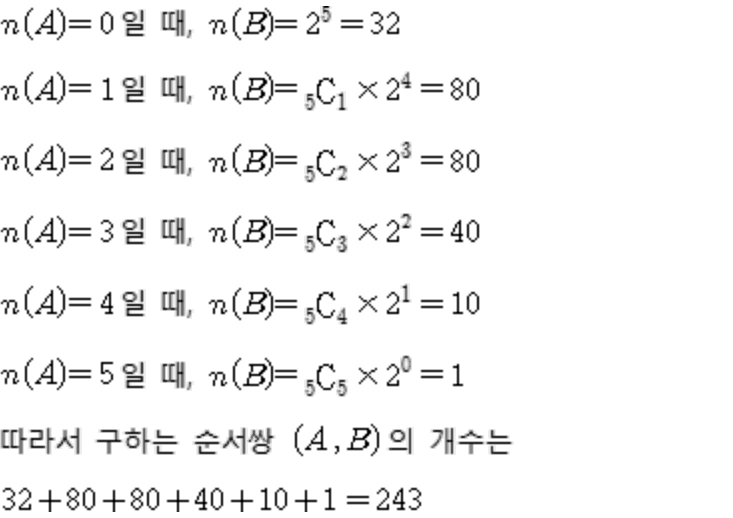 n(A)= 0일 때, n(B)= 2⁵ = 32
n(A)= 1일 때, n(B)= ₅C₁ × 2⁴ = 80
n(A)= 2일 때, n(B)= ₅C₂ × 2³ = 80
n(A)= 3일 때, n(B)= ₅C₃ × 2² = 40
n(A)= 4일 때, n(B)= ₅C₄ × 2¹ = 10
n(A)= 5일 때, n(B)= ₅C₅ × 2⁰ = 1
따라서 구하는 순서쌍 (A, B)의 개수는
32+80+80+40+10+1 = 243